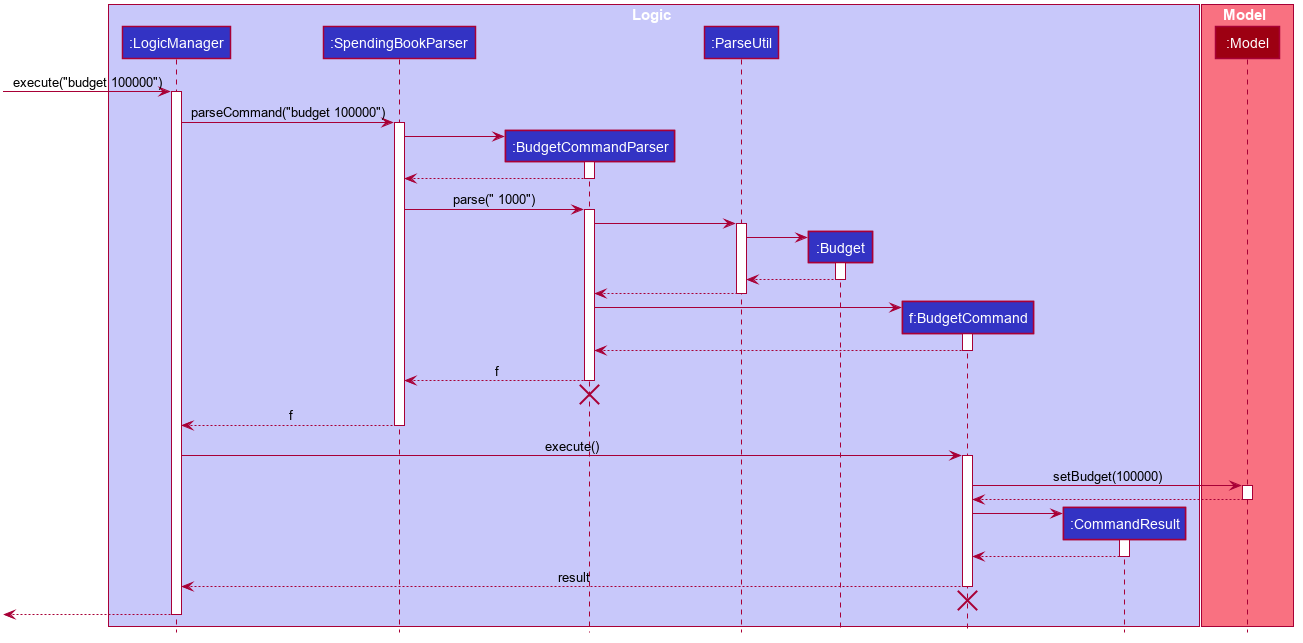 Logic
Model
:LogicManager
:SpendingBookParser
:ParseUtil
:Model
execute("budget 100000")
parseCommand("budget 100000")
:BudgetCommandParser
parse(" 1000")
:Budget
f:BudgetCommand
f
f
execute()
setBudget(100000)
:CommandResult
result